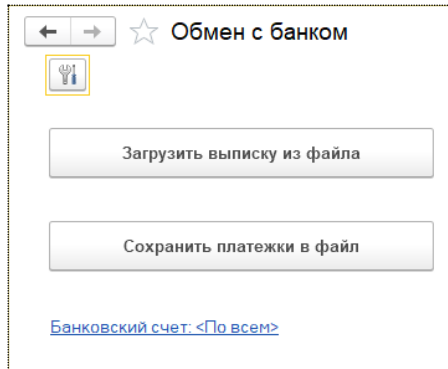 Обмен с банком
Загрузить выписку из файла
Сохранить платежки в файл
Банковский счет: <По всем>